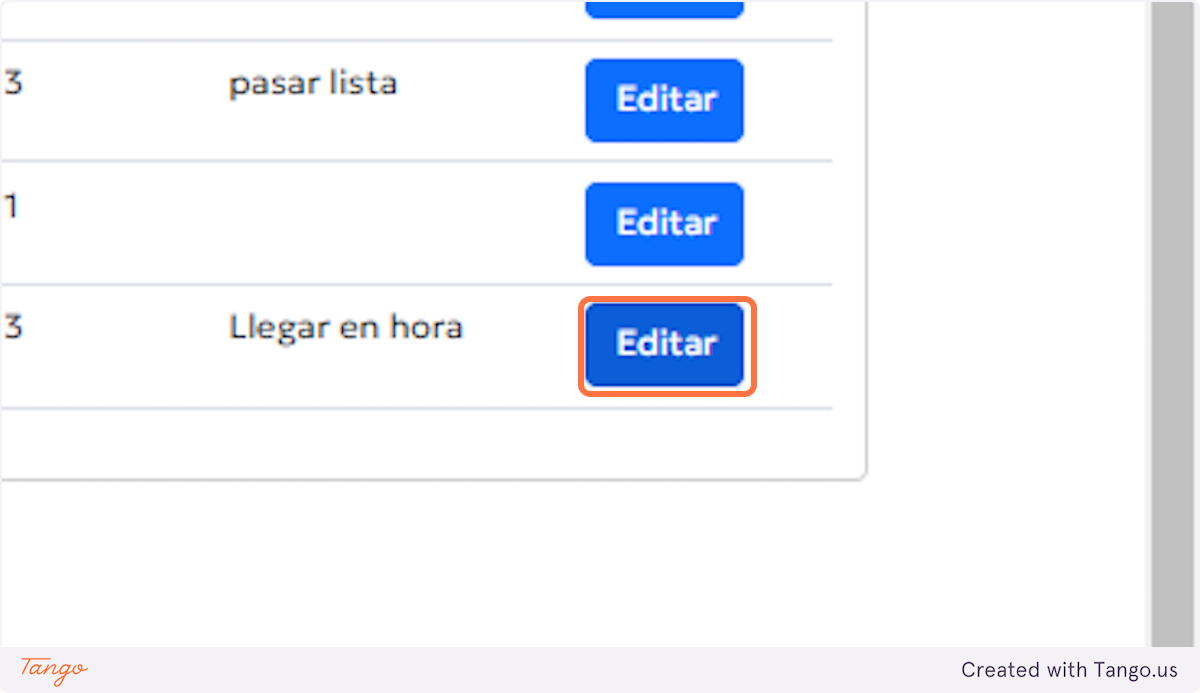 3 pasar lista Editar
1 Editar
3 Llegar en hora Editar
Tango Created with Tango.us